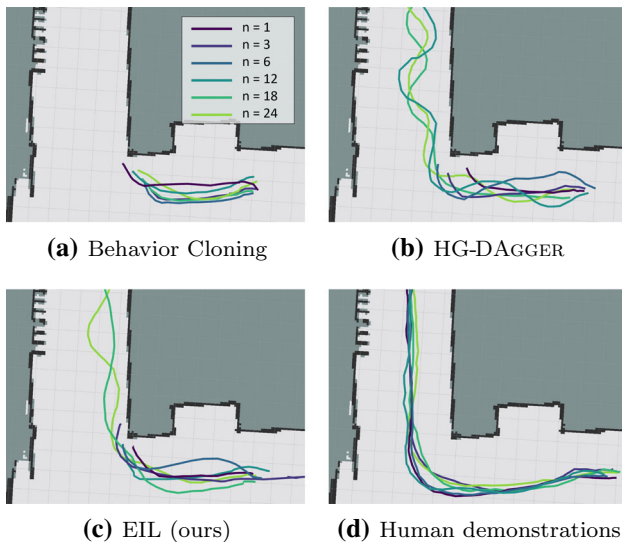 n = 1
n = 3
n = 6
n = 12
n = 18
n = 24
(a) Behavior Cloning
(b) HG-DAGGER
(c) EIL (ours)
(d) Human demonstrations